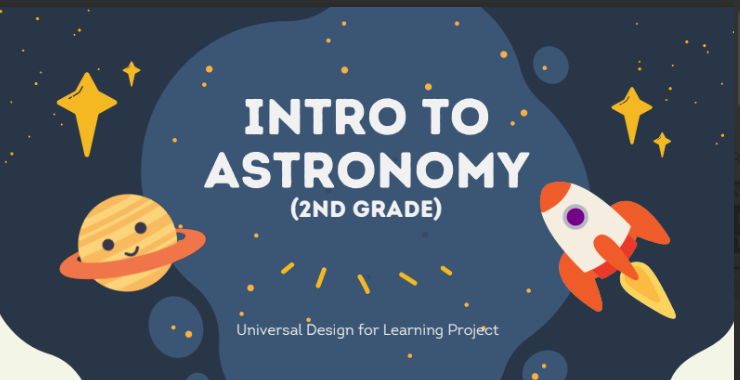 INTRO TO
ASTRONOMY
(2ND GRADE)
Universal Design for Learning Project